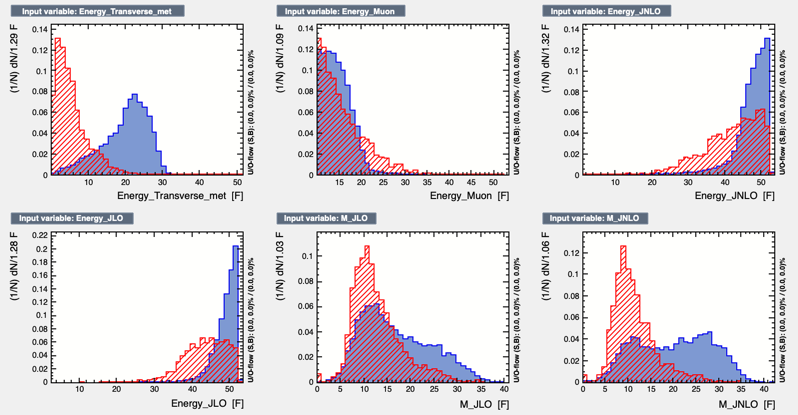 Input variable: Energy_Transverse_met
(1/N) dN/1.29 F
0.14
0.12
0.1
0.08
0.06
0.04
0.02
0
10 20 30 40 50
Energy_Transverse_met [F]
U/O-flow (S,B): (0.0, 0.0)% / (0.0, 0.0)%
Input variable: Energy_Muon
(1/N) dN/1.09 F
0.14
0.12
0.1
0.08
0.06
0.04
0.02
0
15 20 25 30 35 40 45 50
Energy_Muon [F]
U/O-flow (S,B): (0.0, 0.0)% / (0.0, 0.0)%
Input variable: Energy_JNLO
(1/N) dN/1.32 F
0.14
0.12
0.1
0.08
0.06
0.04
0.02
0
10 20 30 40 50
Energy_JNLO [F]
U/O-flow (S,B): (0.0, 0.0)% / (0.0, 0.0)%
Input variable: Energy_JLO
(1/N) dN/1.28 F
0.22
0.2
0.18
0.16
0.14
0.12
0.1
0.08
0.06
0.04
0.02
0
10 20 30 40 50
Energy_JLO [F]
U/O-flow (S,B): (0.0, 0.0)% / (0.0, 0.0)%
Input variable: M_JLO
(1/N) dN/1.03 F
0.1
0.08
0.06
0.04
0.02
0
0 5 10 15 20 25 30 35 40
M_JLO [F]
U/O-flow (S,B): (0.0, 0.0)% / (0.0, 0.0)%
Input variable: M_JNLO
(1/N) dN/1.06 F
0.12
0.1
0.08
0.06
0.04
0.02
0
0 5 10 15 20 25 30 35 40
M_JNLO [F]
U/O-flow (S,B): (0.0, 0.0)% / (0.0, 0.0)%